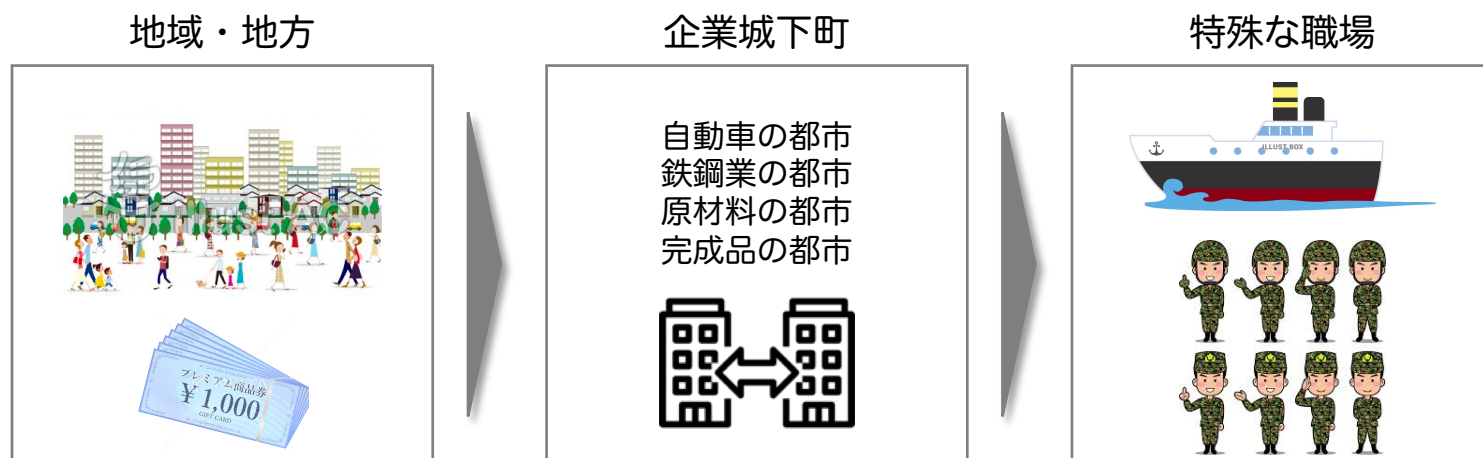 地域・地方
企業城下町
特殊な職場
自動車の都市
鉄鋼業の都市
原材料の都市
完成品の都市
ILLUST BOX
プレミアム商品券
¥1,000
GIFT CARD